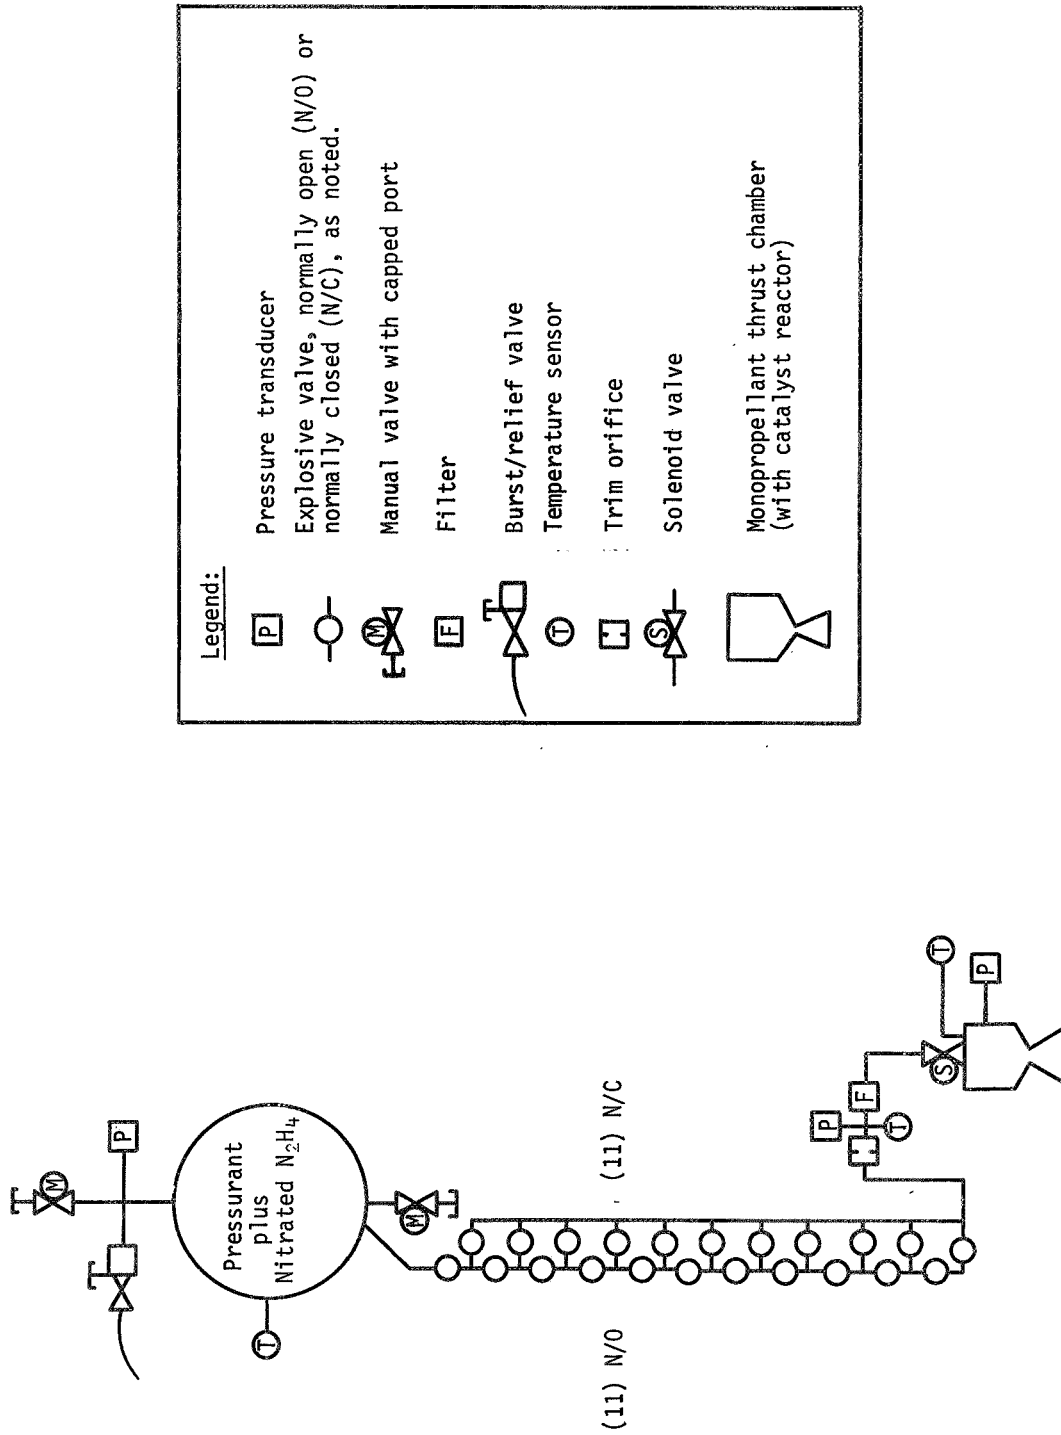 Legend:
P
Pressure transducer
Explosive valve, normally open (N/O) or
normally closed (N/C), as noted.
M
Manual valve with capped port
F
Filter
Burst/relief valve
T
Temperature sensor
Trim orifice
S
Solenoid valve
Monopropellant thrust chamber
(with catalyst reactor)
M
P
Pressurant
plus
Nitrated N₂H₄
T
M
(11) N/O
(11) N/C
P
F
T
S
T
P